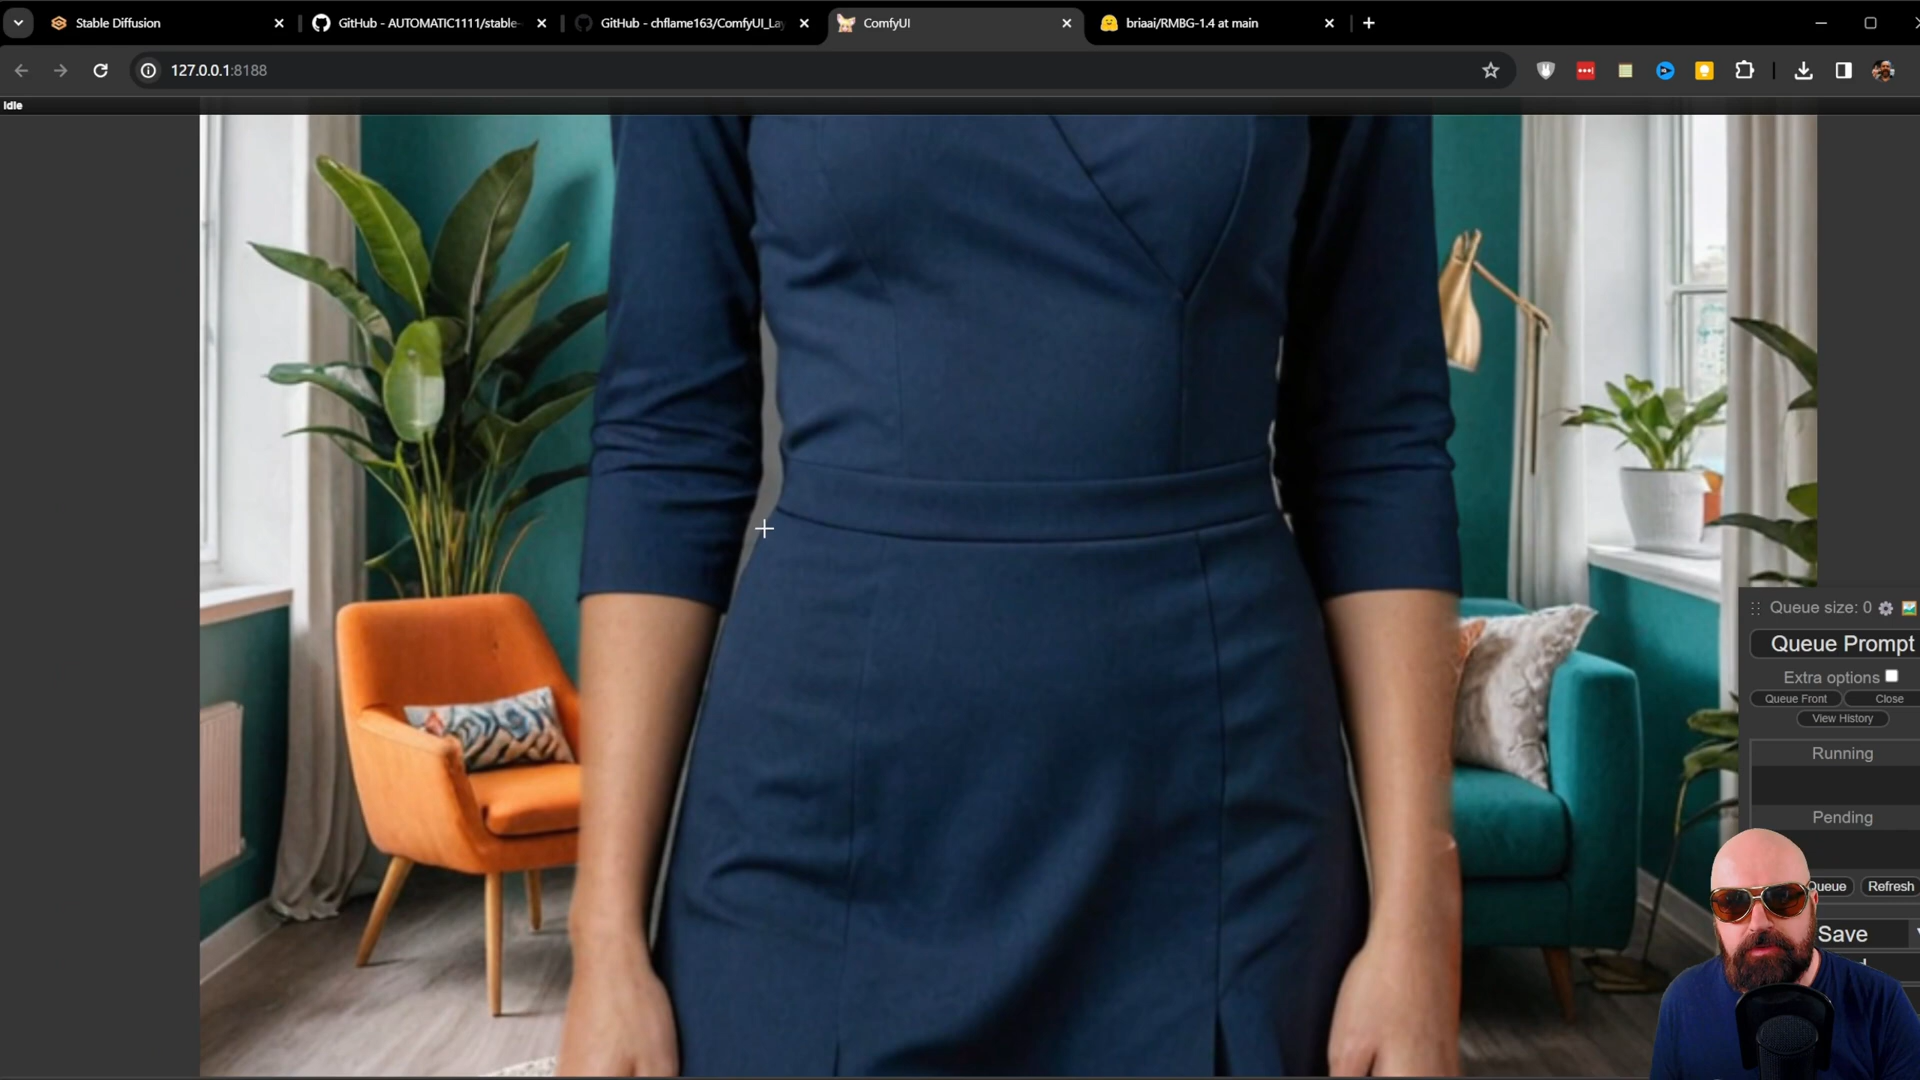 Stable Diffusion
GitHub - AUTOMATIC1111/stable-
GitHub - chflame163/ComfyUI_Lay
ComfyUI
briaai/RMBG-1.4 at main
127.0.0.1:8188
Idle
Queue size: 0
Queue Prompt
Extra options
Queue Front
Close
View History
Running
Pending
Queue
Refresh
Save